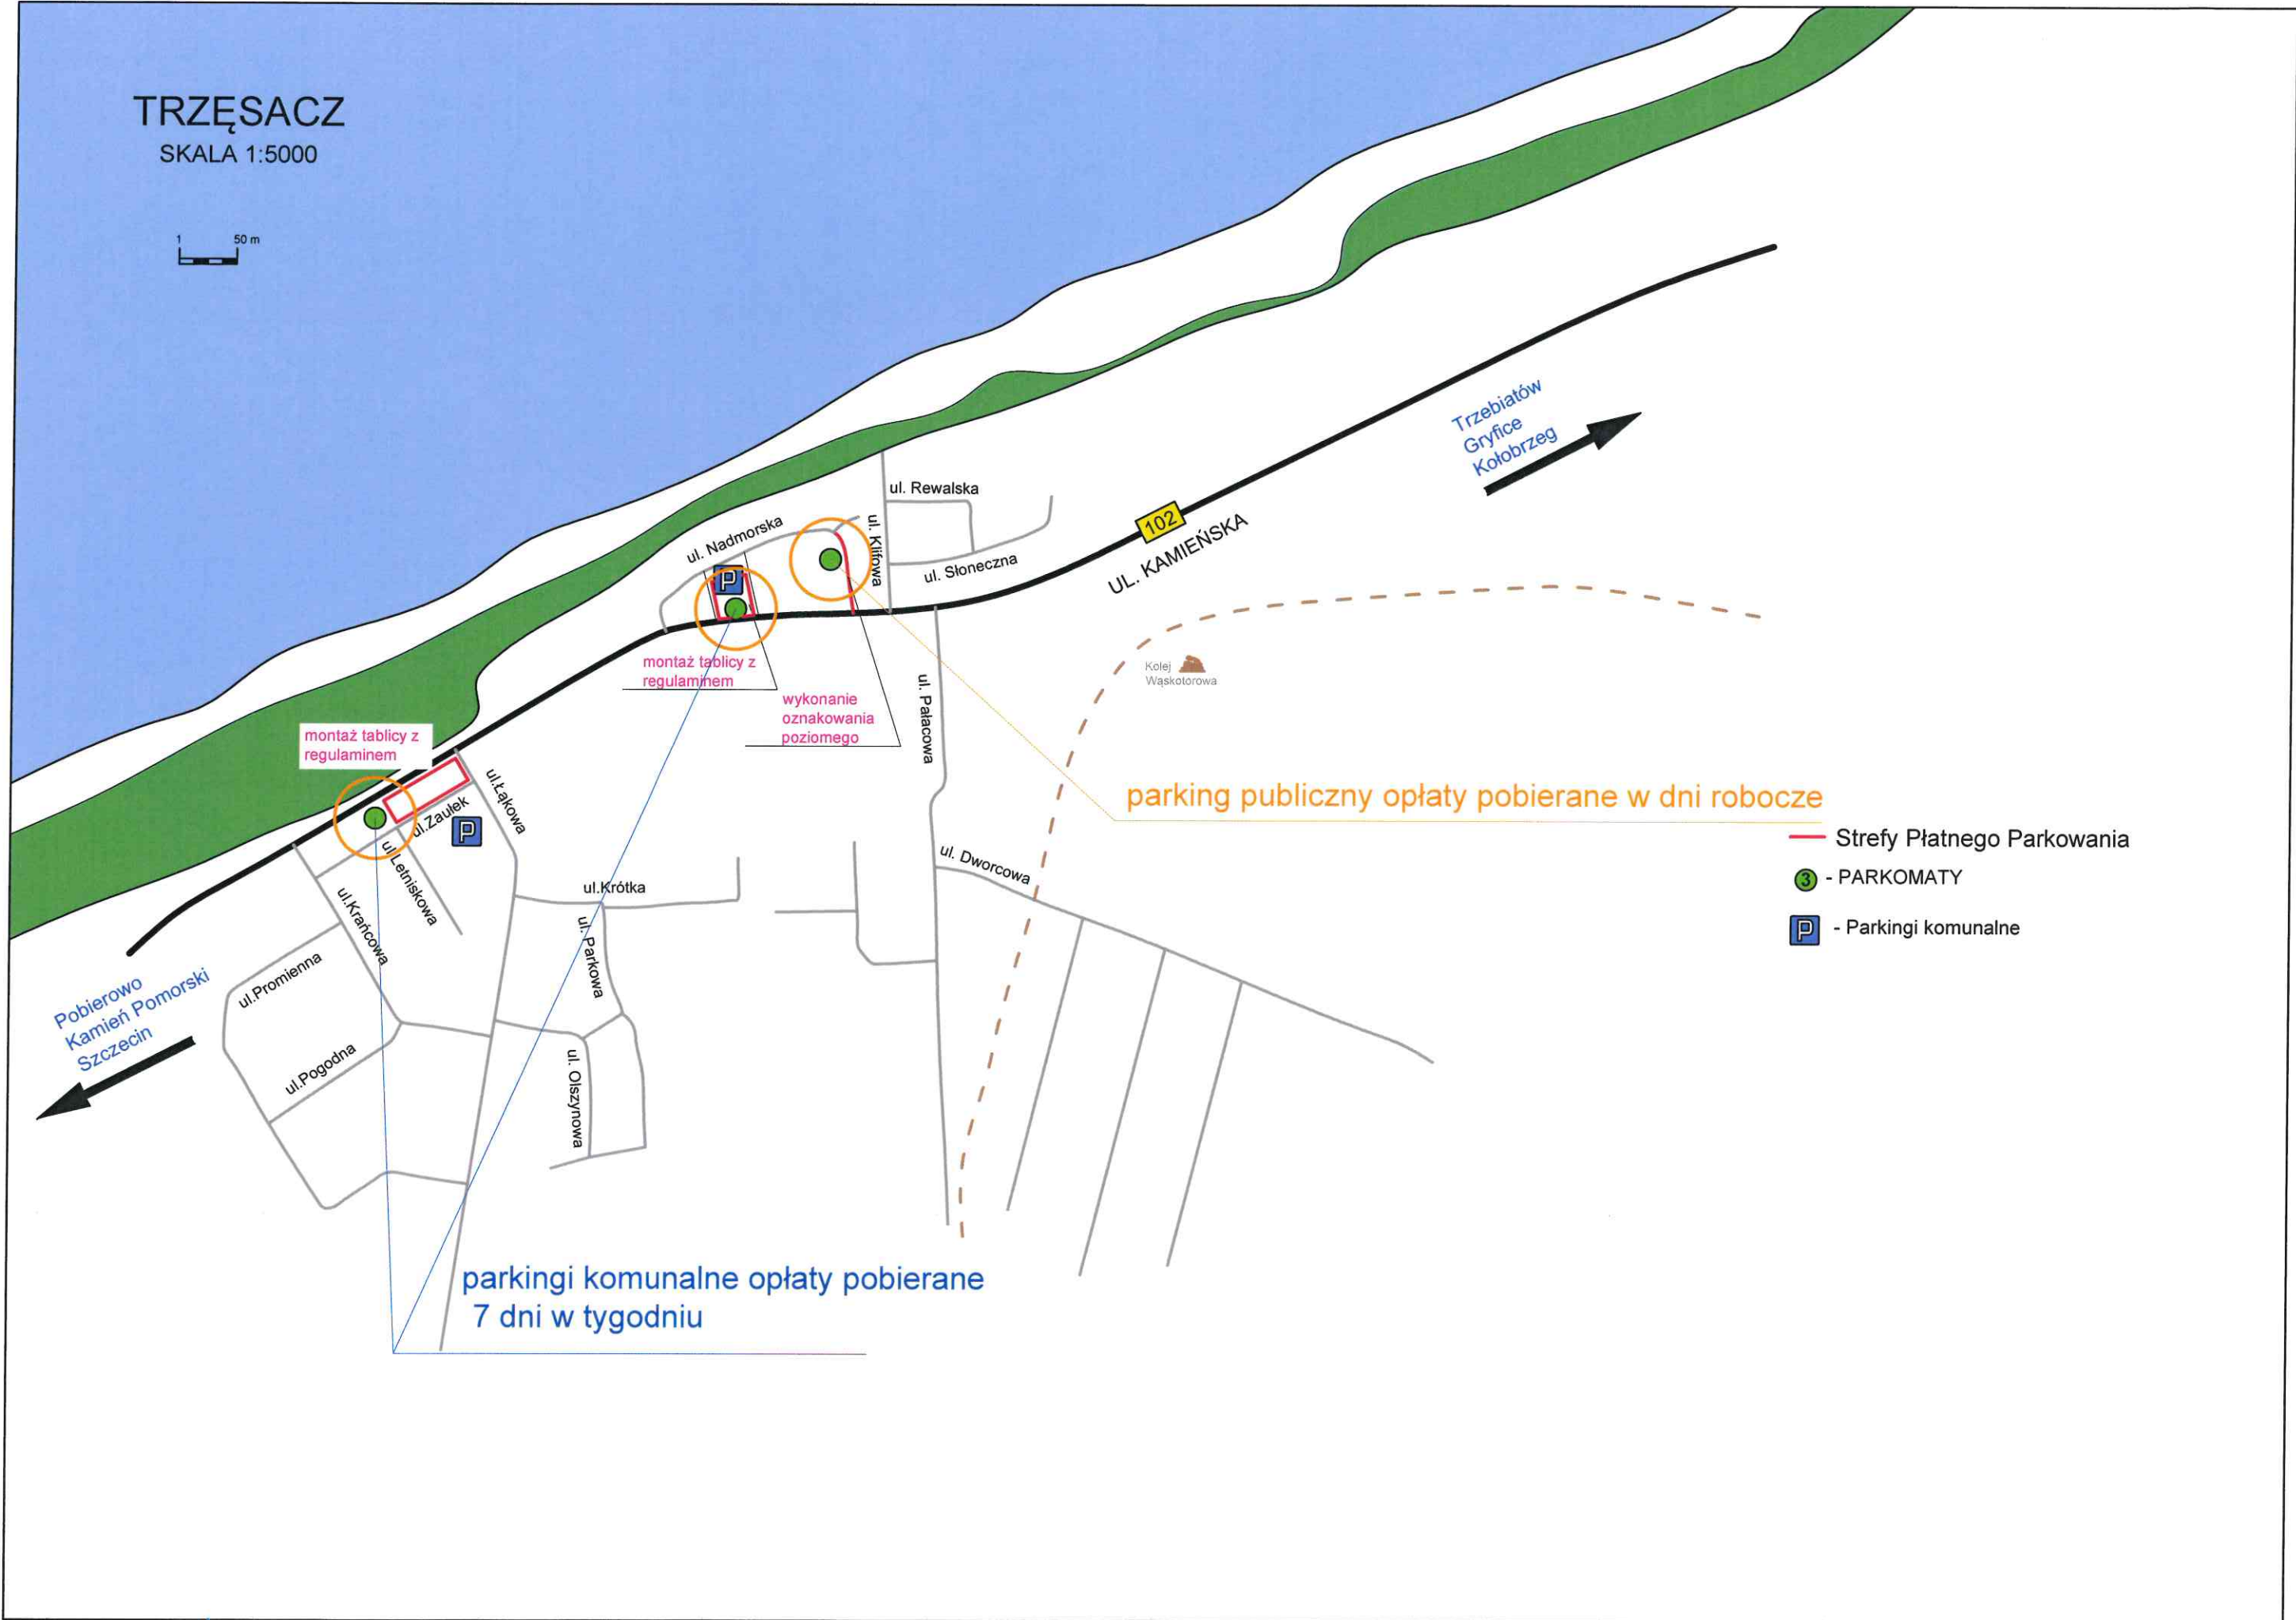 TRZĘSACZ
SKALA 1:5000
1 50 m
Trzebiatów
Gryfice
Kołobrzeg
ul. Rewalska
ul. Nadmorska
ul. Klifowa
ul. Słoneczna
102
UL. KAMIEŃSKA
P
montaż tablicy z
regulaminem
wykonanie
oznakowania
poziomego
ul. Pałacowa
Kolej
Wąskotorowa
montaż tablicy z
regulaminem
ul.Łąkowa
ul.Zaułek
P
ul.Letniskowa
ul.Krańcowa
ul.Krótka
ul. Parkowa
ul. Dworcowa
parking publiczny opłaty pobierane w dni robocze
Strefy Płatnego Parkowania
3 - PARKOMATY
P - Parkingi komunalne
ul.Promienna
Pobierowo
Kamień Pomorski
Szczecin
ul.Pogodna
ul. Olszynowa
parkingi komunalne opłaty pobierane
7 dni w tygodniu